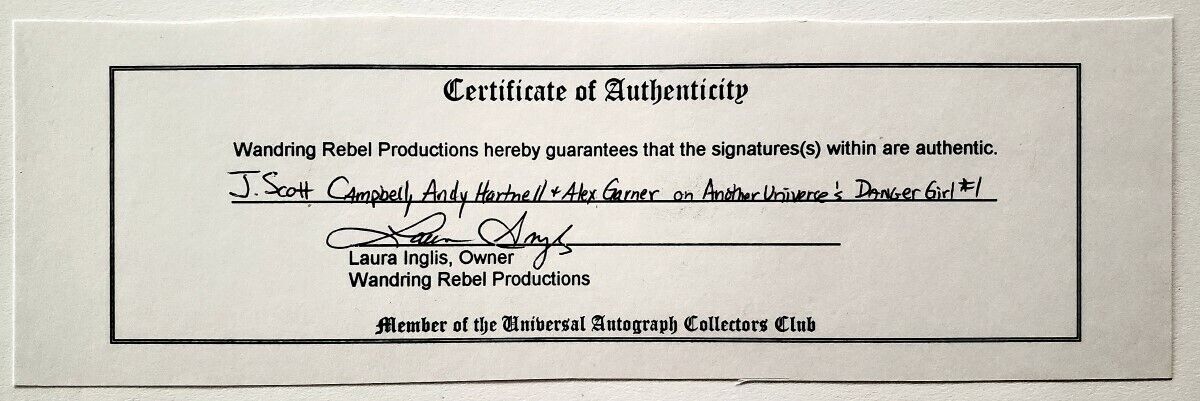 Certificate of Authenticity
Wandring Rebel Productions hereby guarantees that the signatures(s) within are authentic.
J. Scott Campbell, Andy Hartnell + Alex Garner on Another Universe's Danger Girl #1
Laura Inglis
Laura Inglis, Owner
Wandring Rebel Productions
Member of the Universal Autograph Collectors Club